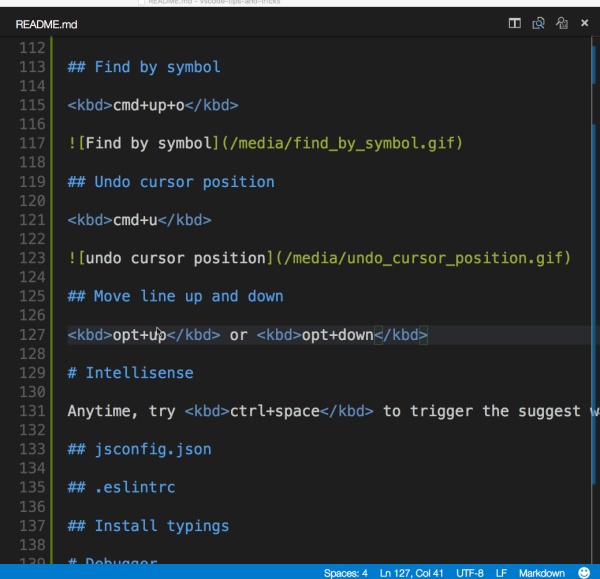 README.md - vscode-tips-and-tricks
README.md
112
113 ## Find by symbol
114
115 <kbd>cmd+up+o</kbd>
116
117 ![Find by symbol](/media/find_by_symbol.gif)
118
119 ## Undo cursor position
120
121 <kbd>cmd+u</kbd>
122
123 ![undo cursor position](/media/undo_cursor_position.gif)
124
125 ## Move line up and down
126
127 <kbd>opt+up</kbd> or <kbd>opt+down</kbd>
128
129 # Intellisense
130
131 Anytime, try <kbd>ctrl+space</kbd> to trigger the suggest w
132
133 ## jsconfig.json
134
135 ## .eslintrc
136
137 ## Install typings
138
139 # Debugger
Spaces: 4 Ln 127, Col 41 UTF-8 LF Markdown